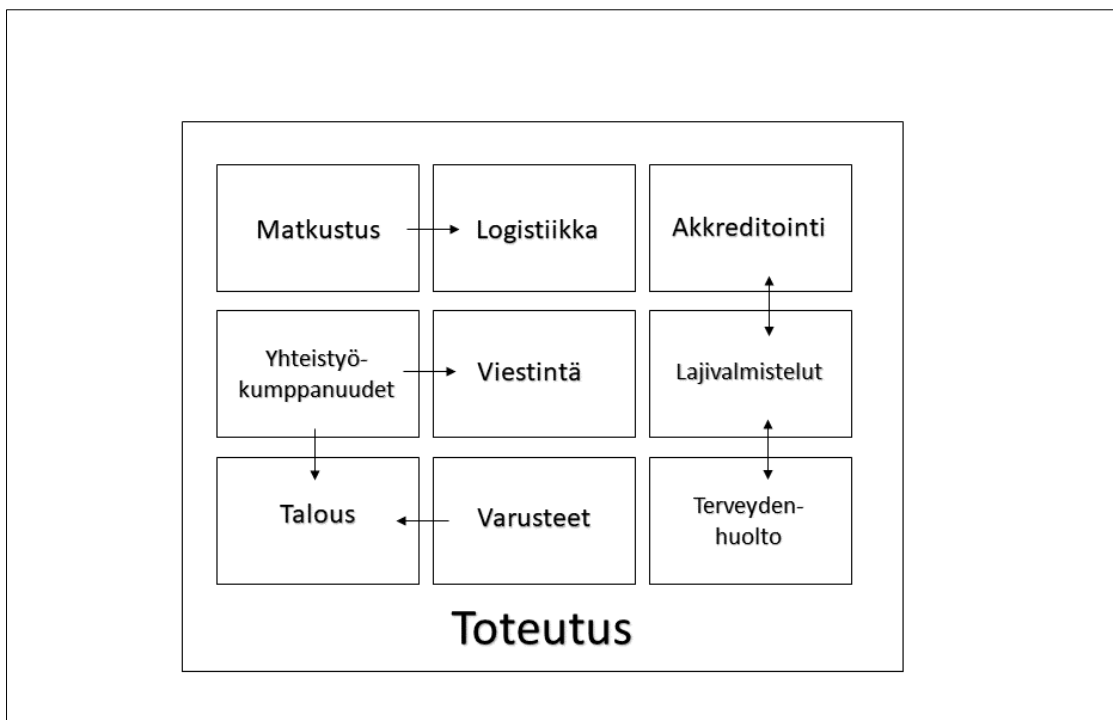 Matkustus
Logistiikka
Akkreditointi
Yhteistyö-
kumppanuudet
Viestintä
Lajivalmistelut
Talous
Varusteet
Terveyden-
huolto
Toteutus